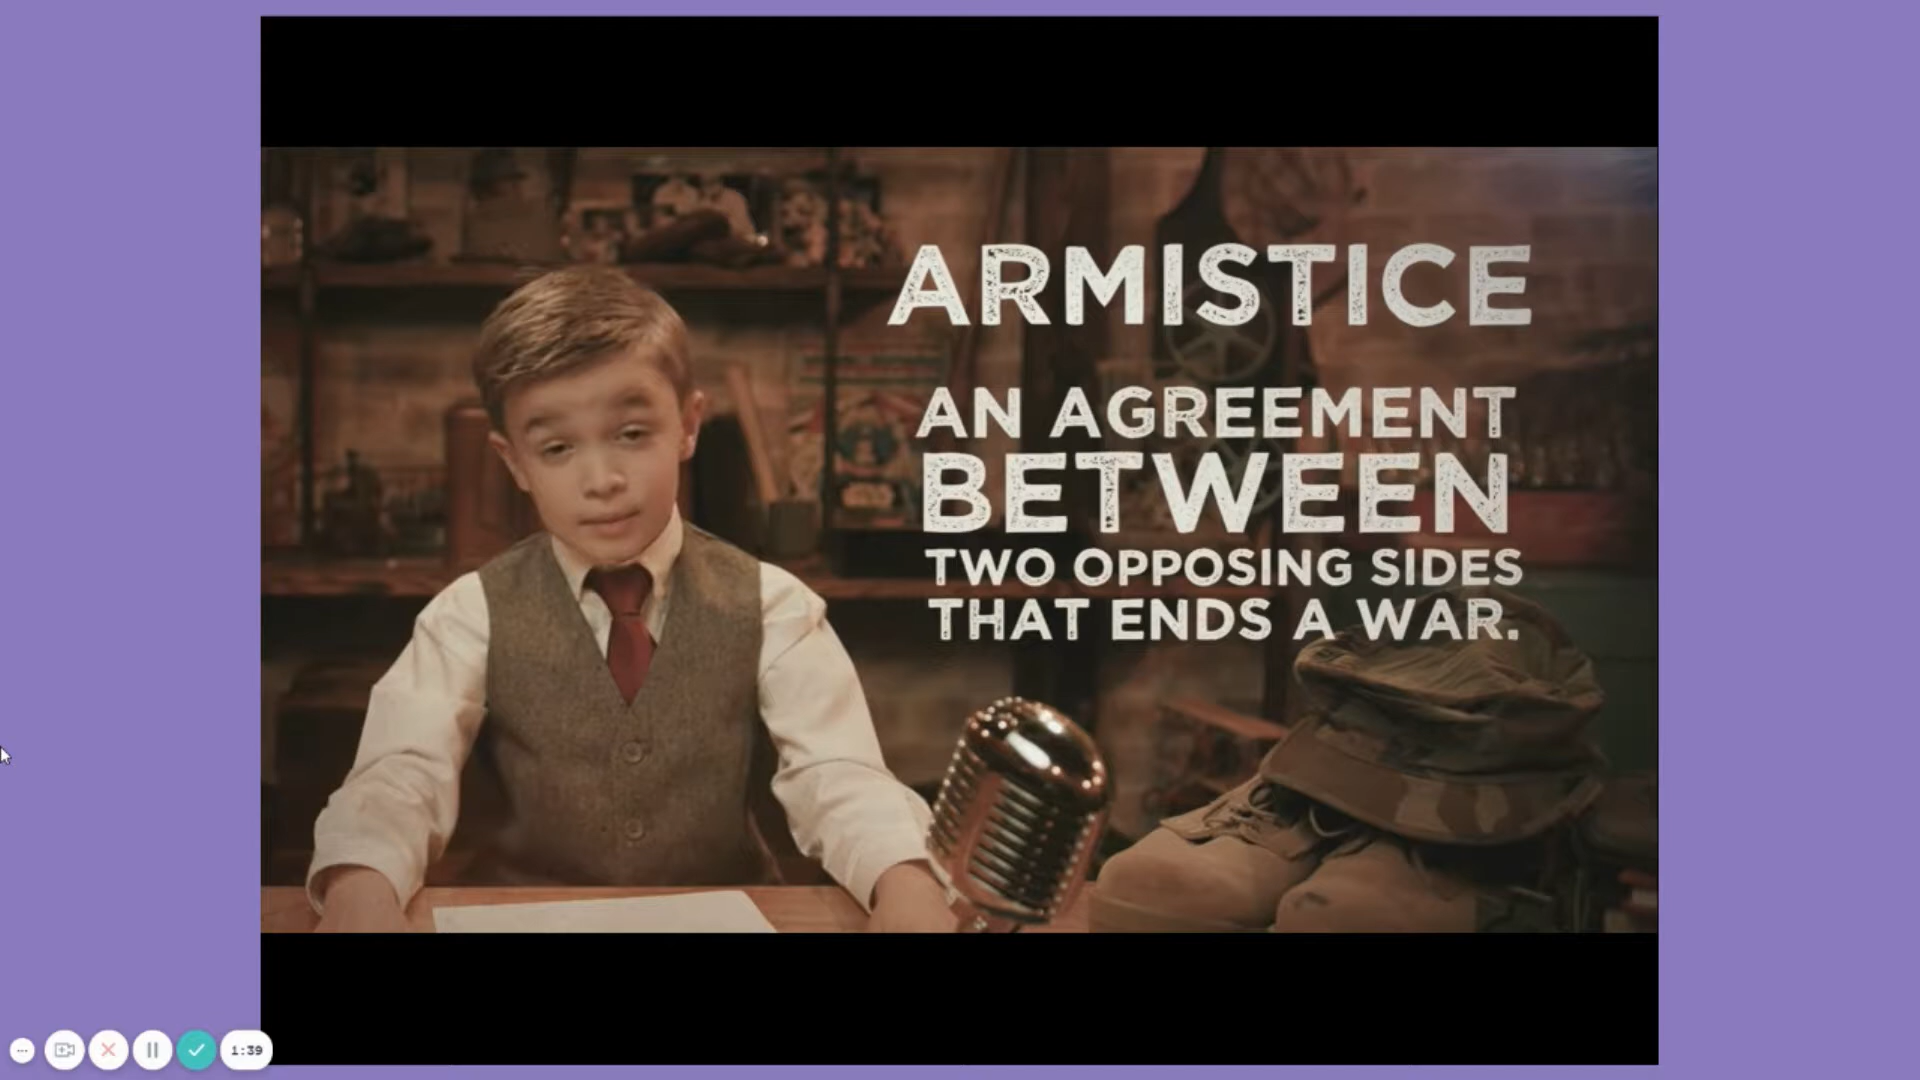 ARMISTICE
AN AGREEMENT
BETWEEN
TWO OPPOSING SIDES
THAT ENDS A WAR.
1:39